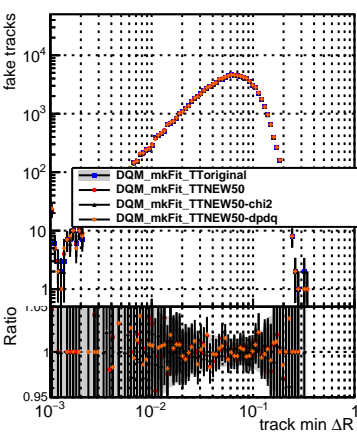 fake tracks
10^4
10^3
10^2
10
1
DQM_mkFit_TToriginal
DQM_mkFit_TTNEW50
DQM_mkFit_TTNEW50-chi2
DQM_mkFit_TTNEW50-dpdq
Ratio
1.05
1
0.95
10^−3 10^−2 10^−1 1
track min ΔR